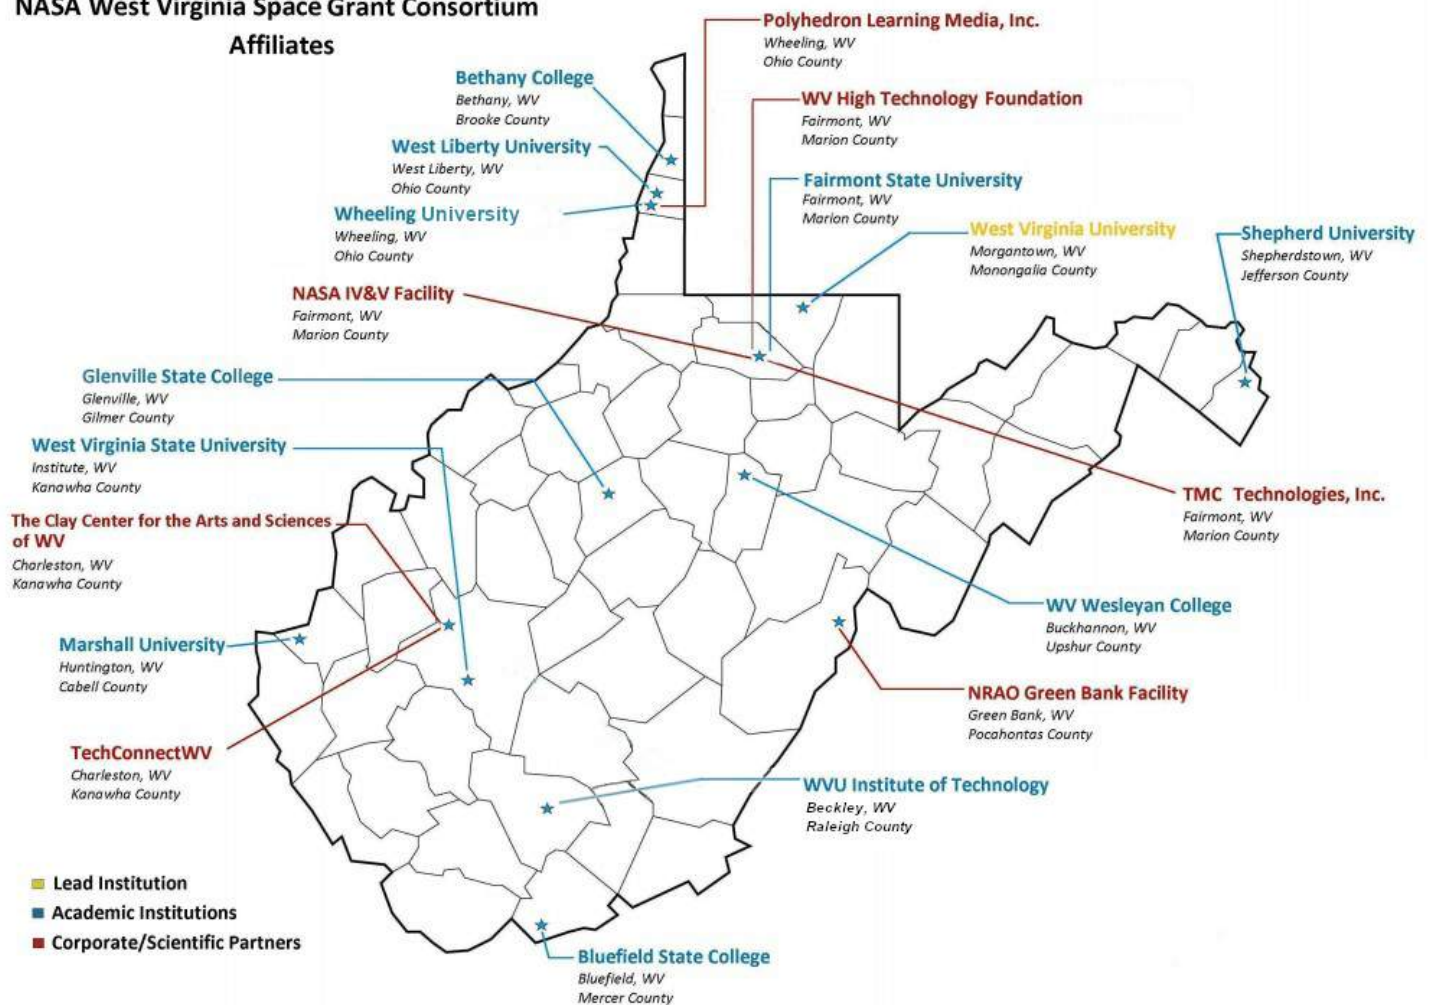 NASA West Virginia Space Grant Consortium
Affiliates
Polyhedron Learning Media, Inc.
Wheeling, WV
Ohio County
Bethany College
Bethany, WV
Brooke County
WV High Technology Foundation
Fairmont, WV
Marion County
West Liberty University
West Liberty, WV
Ohio County
Fairmont State University
Fairmont, WV
Marion County
Wheeling University
Wheeling, WV
Ohio County
West Virginia University
Morgantown, WV
Monongalia County
Shepherd University
Shepherdstown, WV
Jefferson County
NASA IV&V Facility
Fairmont, WV
Marion County
Glenville State College
Glenville, WV
Gilmer County
West Virginia State University
Institute, WV
Kanawha County
TMC Technologies, Inc.
Fairmont, WV
Marion County
The Clay Center for the Arts and Sciences
of WV
Charleston, WV
Kanawha County
WV Wesleyan College
Buckhannon, WV
Upshur County
Marshall University
Huntington, WV
Cabell County
NRAO Green Bank Facility
Green Bank, WV
Pocahontas County
TechConnectWV
Charleston, WV
Kanawha County
WVU Institute of Technology
Beckley, WV
Raleigh County
Lead Institution
Academic Institutions
Corporate/Scientific Partners
Bluefield State College
Bluefield, WV
Mercer County